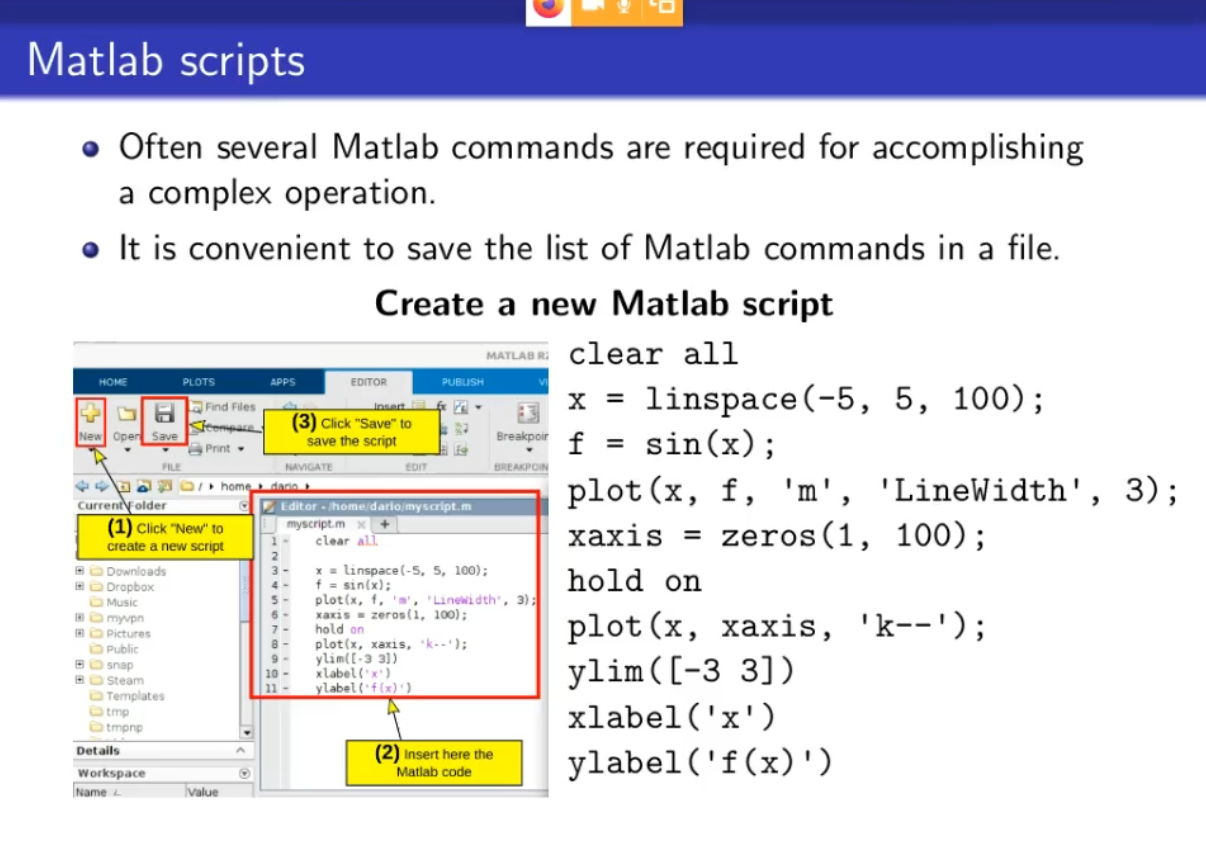 Matlab scripts
Often several Matlab commands are required for accomplishing
a complex operation.
It is convenient to save the list of Matlab commands in a file.
Create a new Matlab script
MATLAB R2
HOME PLOTS APPS EDITOR PUBLISH VI
New Open Save
Find Files
Compare
Print
Insert fx
Breakpoin
FILE NAVIGATE EDIT BREAKPOIN
(3) Click "Save" to
save the script
/ home dario
Current Folder
(1) Click "New" to
create a new script
Downloads
Dropbox
Music
myvpn
Pictures
Public
snap
Steam
Templates
tmp
tmpnp
Details
Workspace
Name Value
Editor - /home/dario/myscript.m
myscript.m +
1 - clear all
2
3 - x = linspace(-5, 5, 100);
4 - f = sin(x);
5 - plot(x, f, 'm', 'LineWidth', 3);
6 - xaxis = zeros(1, 100);
7 - hold on
8 - plot(x, xaxis, 'k--');
9 - ylim([-3 3])
10 - xlabel('x')
11 - ylabel('f(x)')
(2) Insert here the
Matlab code
clear all
x = linspace(-5, 5, 100);
f = sin(x);
plot(x, f, 'm', 'LineWidth', 3);
xaxis = zeros(1, 100);
hold on
plot(x, xaxis, 'k--');
ylim([-3 3])
xlabel('x')
ylabel('f(x)')